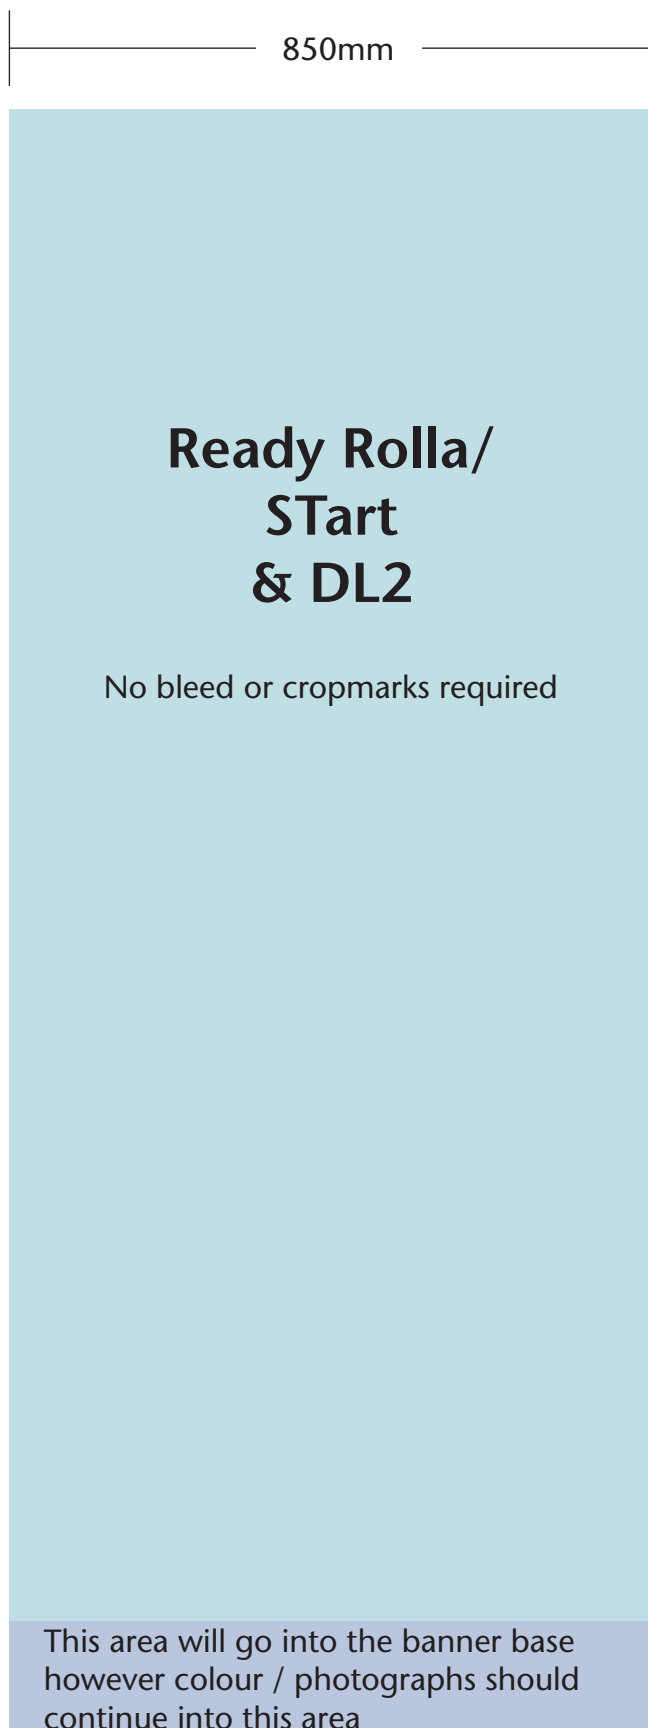 850mm
Ready Rolla/
STart
& DL2
No bleed or cropmarks required
This area will go into the banner base
however colour / photographs should
continue into this area